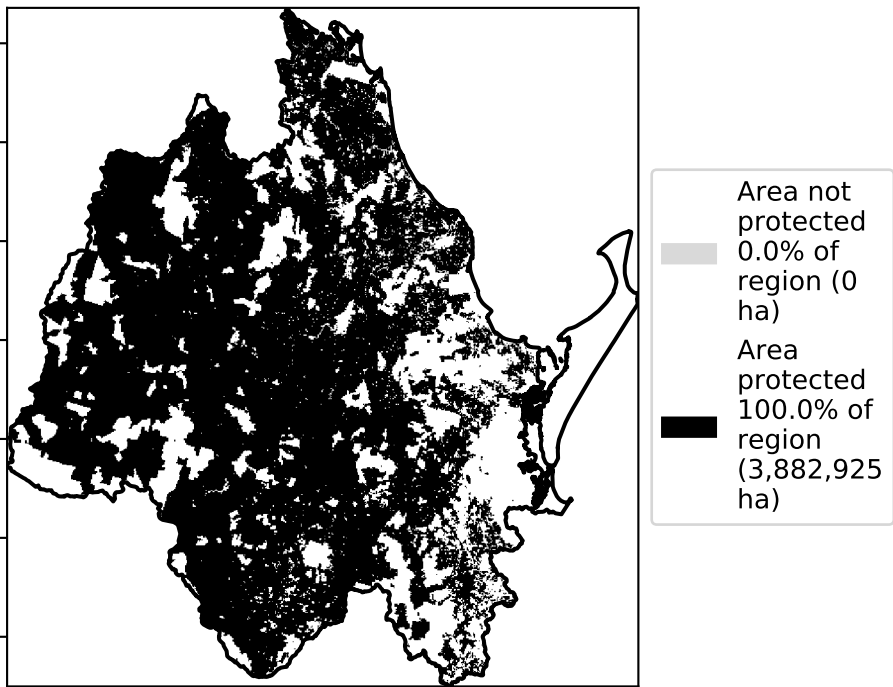 Area not
protected
0.0% of
region (0
ha)
Area
protected
100.0% of
region
(3,882,925
ha)